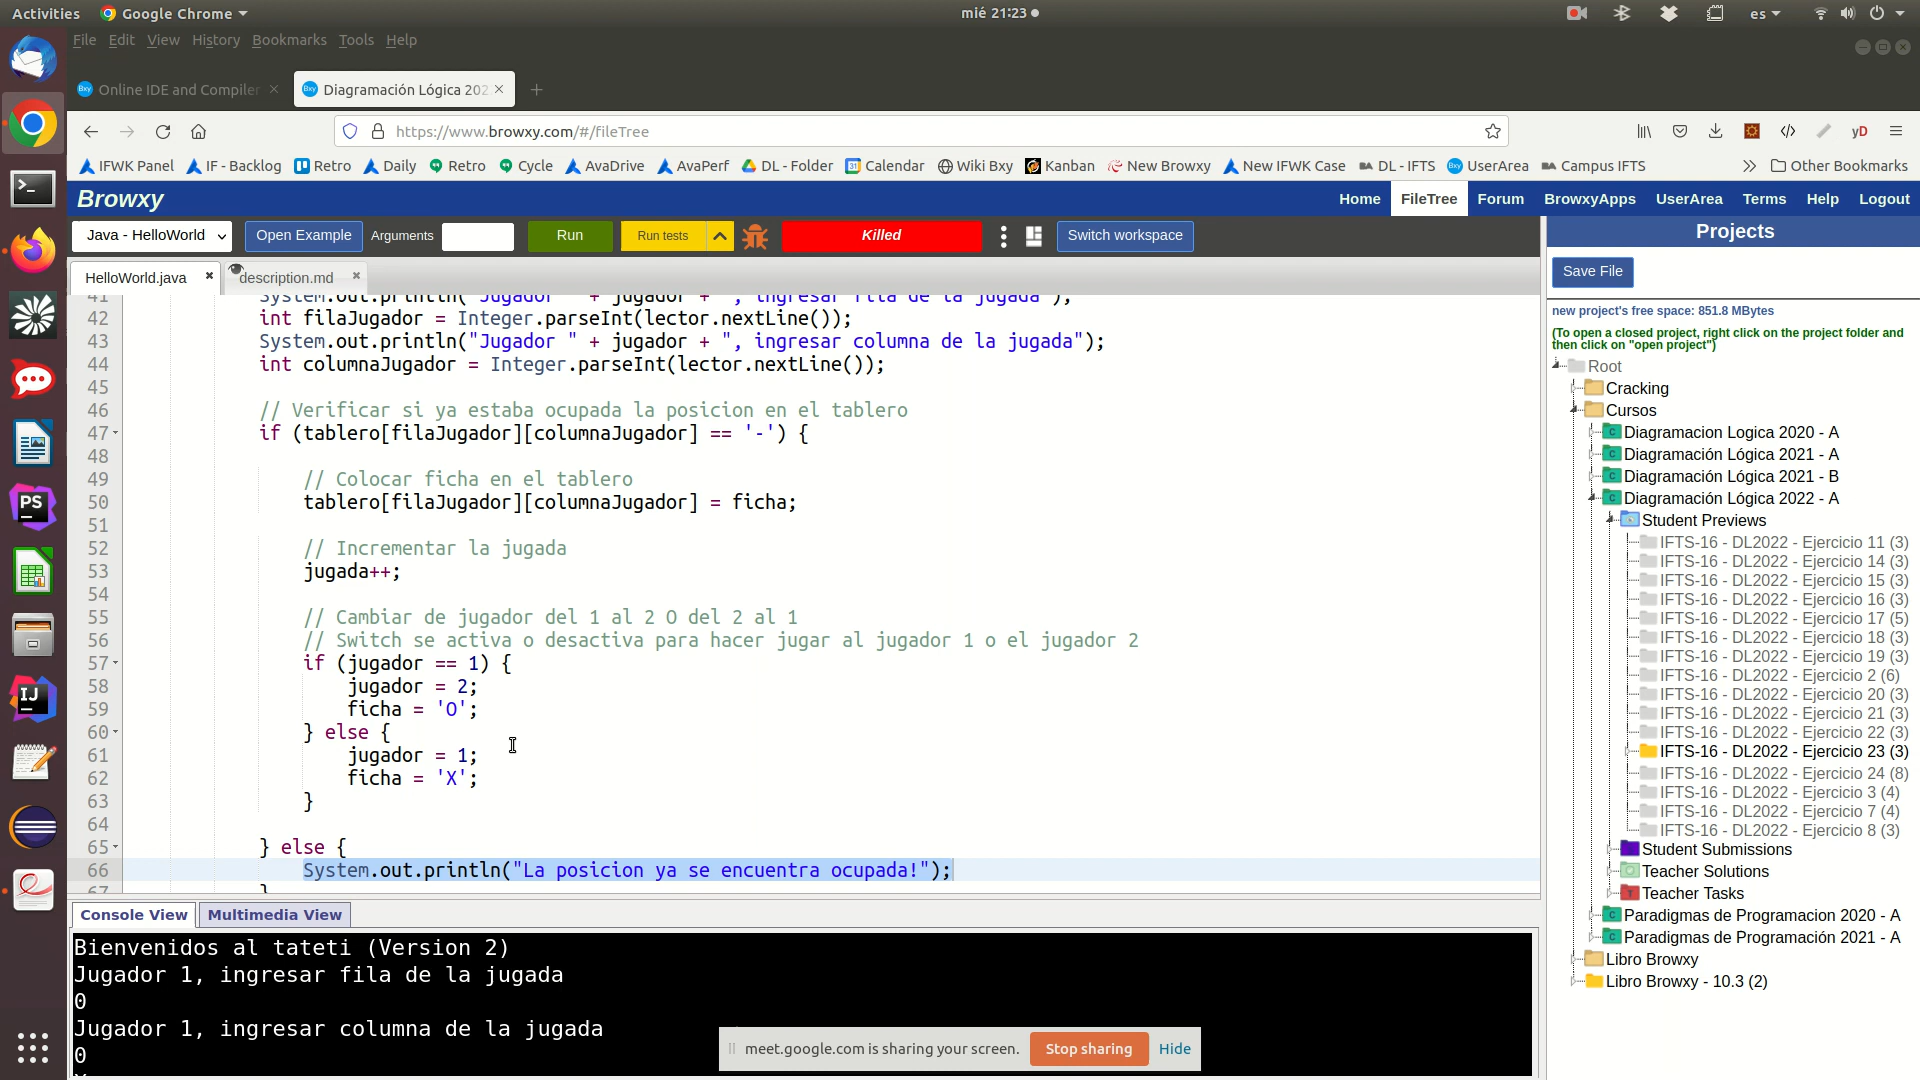 Activities
Google Chrome
mié 21:23
es
File Edit View History Bookmarks Tools Help
Online IDE and Compiler
Diagramación Lógica 202
https://www.browxy.com/#/fileTree
yD
IFWK Panel IF - Backlog Retro Daily Retro Cycle AvaDrive AvaPerf DL - Folder Calendar Wiki Bxy Kanban New Browxy New IFWK Case DL - IFTS UserArea Campus IFTS Other Bookmarks
Browxy
Home FileTree Forum BrowxyApps UserArea Terms Help Logout
Java - HelloWorld
Open Example
Arguments
Run
Run tests
Killed
Switch workspace
HelloWorld.java
description.md
41 System.out.println("Jugador " + jugador + ", ingresar fila de la jugada");
42 int filaJugador = Integer.parseInt(lector.nextLine());
43 System.out.println("Jugador " + jugador + ", ingresar columna de la jugada");
44 int columnaJugador = Integer.parseInt(lector.nextLine());
45
46 // Verificar si ya estaba ocupada la posicion en el tablero
47 if (tablero[filaJugador][columnaJugador] == '-') {
48
49 // Colocar ficha en el tablero
50 tablero[filaJugador][columnaJugador] = ficha;
51
52 // Incrementar la jugada
53 jugada++;
54
55 // Cambiar de jugador del 1 al 2 O del 2 al 1
56 // Switch se activa o desactiva para hacer jugar al jugador 1 o el jugador 2
57 if (jugador == 1) {
58 jugador = 2;
59 ficha = 'O';
60 } else {
61 jugador = 1;
62 ficha = 'X';
63 }
64
65 } else {
66 System.out.println("La posicion ya se encuentra ocupada!");
67 }
Console View
Multimedia View
Bienvenidos al tateti (Version 2)
Jugador 1, ingresar fila de la jugada
0
Jugador 1, ingresar columna de la jugada
0
meet.google.com is sharing your screen.
Stop sharing
Hide
Projects
Save File
new project's free space: 851.8 MBytes
(To open a closed project, right click on the project folder and
then click on "open project")
Root
Cracking
Cursos
Diagramacion Logica 2020 - A
Diagramación Lógica 2021 - A
Diagramación Lógica 2021 - B
Diagramación Lógica 2022 - A
Student Previews
IFTS-16 - DL2022 - Ejercicio 11 (3)
IFTS-16 - DL2022 - Ejercicio 14 (3)
IFTS-16 - DL2022 - Ejercicio 15 (3)
IFTS-16 - DL2022 - Ejercicio 16 (3)
IFTS-16 - DL2022 - Ejercicio 17 (5)
IFTS-16 - DL2022 - Ejercicio 18 (3)
IFTS-16 - DL2022 - Ejercicio 19 (3)
IFTS-16 - DL2022 - Ejercicio 2 (6)
IFTS-16 - DL2022 - Ejercicio 20 (3)
IFTS-16 - DL2022 - Ejercicio 21 (3)
IFTS-16 - DL2022 - Ejercicio 22 (3)
IFTS-16 - DL2022 - Ejercicio 23 (3)
IFTS-16 - DL2022 - Ejercicio 24 (8)
IFTS-16 - DL2022 - Ejercicio 3 (4)
IFTS-16 - DL2022 - Ejercicio 7 (4)
IFTS-16 - DL2022 - Ejercicio 8 (3)
Student Submissions
Teacher Solutions
Teacher Tasks
Paradigmas de Programacion 2020 - A
Paradigmas de Programación 2021 - A
Libro Browxy
Libro Browxy - 10.3 (2)
PS
IJ